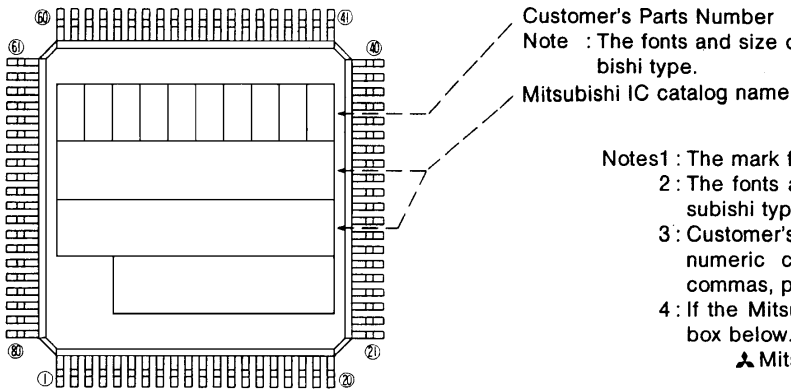 60 41
61 40
Customer's Parts Number
Note : The fonts and size
bishi type.
Mitsubishi IC catalog name
Notes1 : The mark
2 : The fonts
subishi typ
3 : Customer's
numeric
commas,
4 : If the
box below.
80 21
1 20